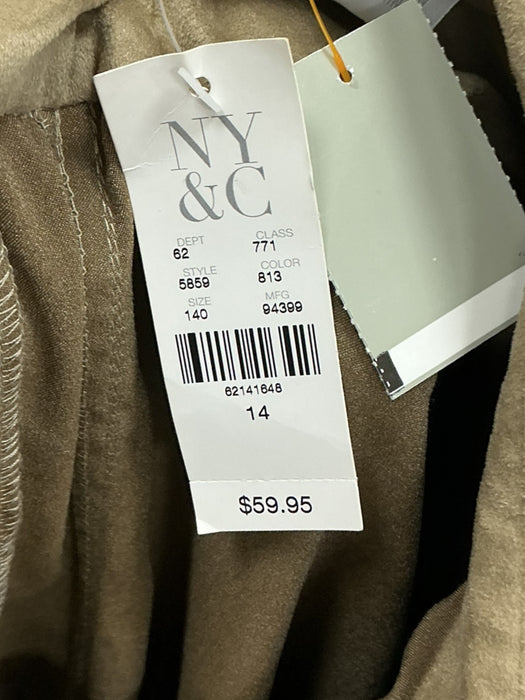 NY
&C
DEPT CLASS
62 771
STYLE COLOR
5859 813
SIZE MFG
140 94399
62141648
14
$59.95